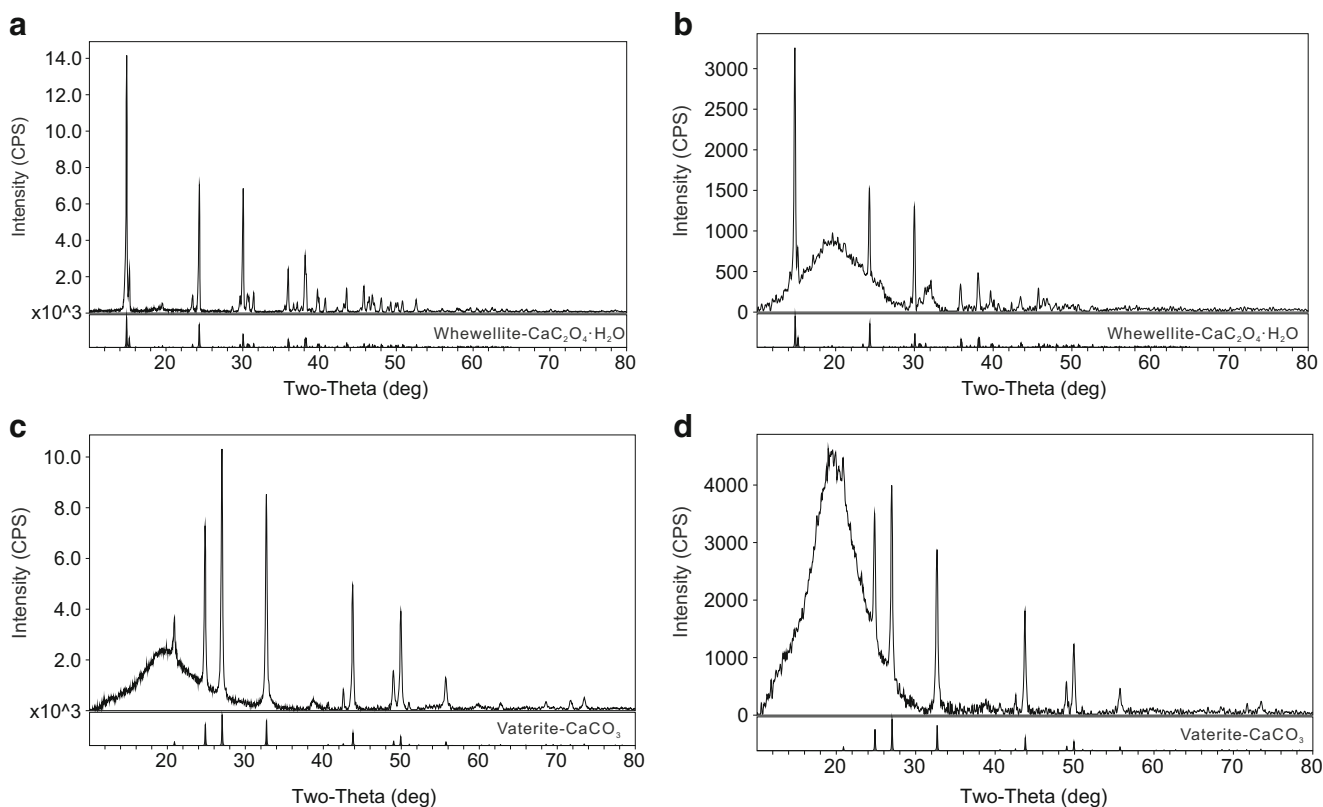 a
14.0
12.0
10.0
8.0
6.0
4.0
2.0
x10^3
Intensity (CPS)
Whewellite-CaC₂O₄·H₂O
20 30 40 50 60 70 80
Two-Theta (deg)
b
3000
2500
2000
1500
1000
500
0
Intensity (CPS)
Whewellite-CaC₂O₄·H₂O
20 30 40 50 60 70 80
Two-Theta (deg)
c
10.0
8.0
6.0
4.0
2.0
x10^3
Intensity (CPS)
Vaterite-CaCO₃
20 30 40 50 60 70 80
Two-Theta (deg)
d
4000
3000
2000
1000
0
Intensity (CPS)
Vaterite-CaCO₃
20 30 40 50 60 70 80
Two-Theta (deg)